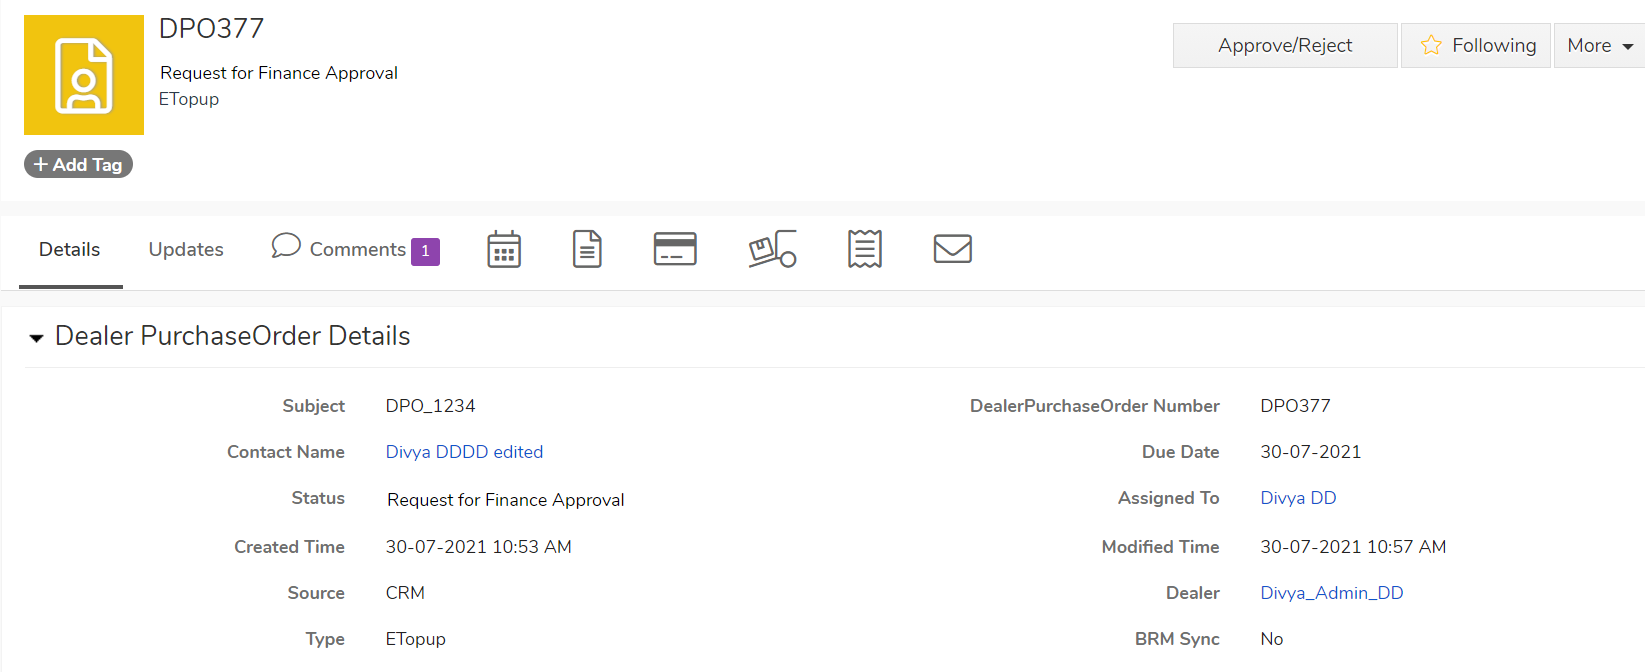 DPO377
Request for Finance Approval
ETopup
+ Add Tag
Approve/Reject
Following
More
Details
Updates
Comments 1
Dealer PurchaseOrder Details
Subject DPO_1234
DealerPurchaseOrder Number DPO377
Contact Name Divya DDDD edited
Due Date 30-07-2021
Status Request for Finance Approval
Assigned To Divya DD
Created Time 30-07-2021 10:53 AM
Modified Time 30-07-2021 10:57 AM
Source CRM
Dealer Divya_Admin_DD
Type ETopup
BRM Sync No